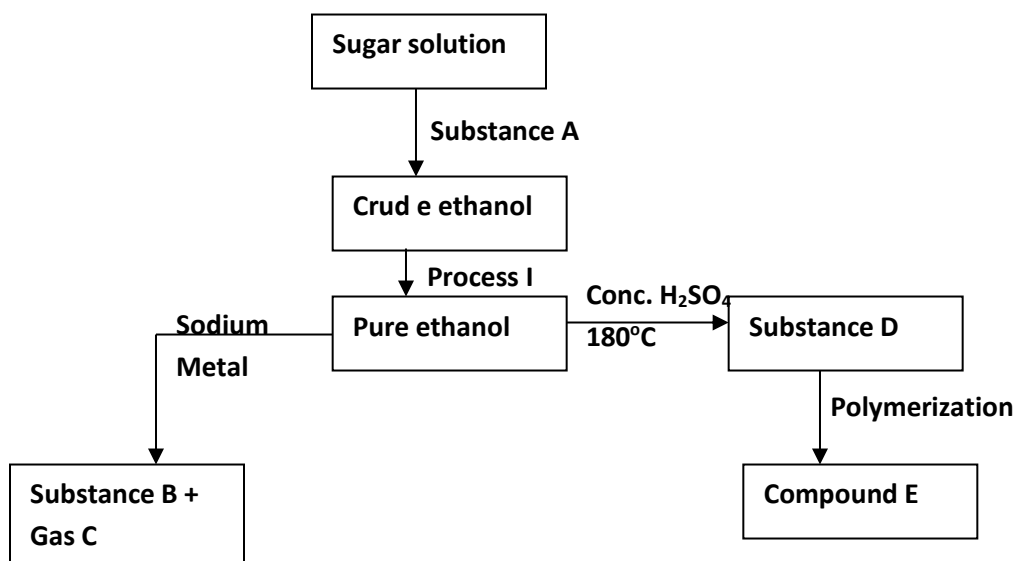 Sugar solution
Substance A
Crud e ethanol
Process I
Conc. H₂SO₄
Sodium
Pure ethanol
180°C
Substance D
Metal
Polymerization
Substance B +
Gas C
Compound E